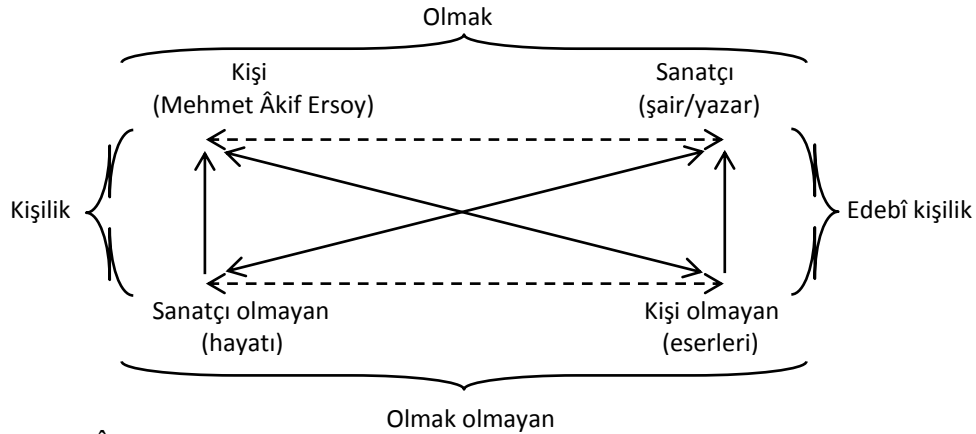 Olmak
Kişi
(Mehmet Âkif Ersoy)
Sanatçı
(şair/yazar)
Kişilik
Edebî kişilik
Sanatçı olmayan
(hayatı)
Kişi olmayan
(eserleri)
Olmak olmayan